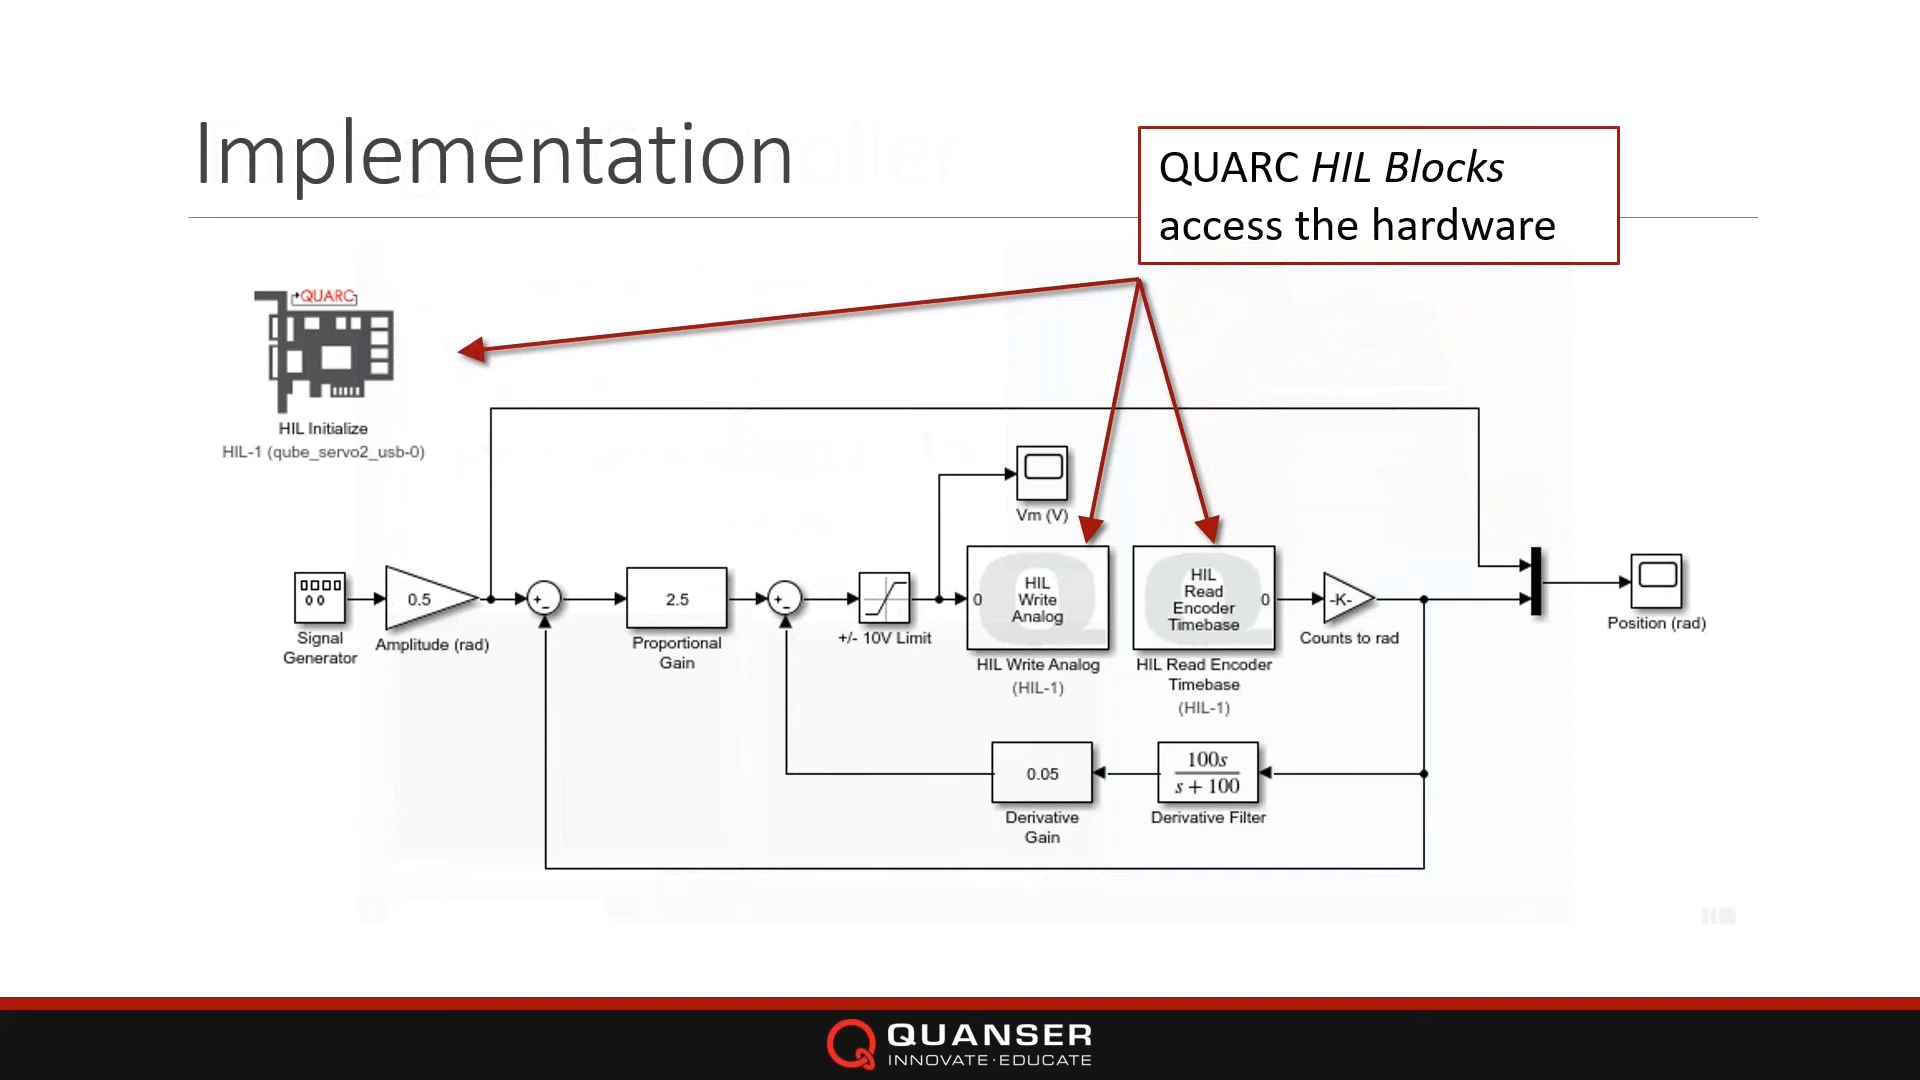 Implementation
QUARC HIL Blocks
access the hardware
QUARC
HIL Initialize
HIL-1 (qube_servo2_usb-0)
Vm (V)
Signal
Generator
0.5
Amplitude (rad)
+
-
2.5
Proportional
Gain
+
-
+/- 10V Limit
0
HIL
Write
Analog
HIL Write Analog
(HIL-1)
HIL
Read
Encoder
Timebase
0
HIL Read Encoder
Timebase
(HIL-1)
-K-
Counts to rad
Position (rad)
0.05
Derivative
Gain
100s
s + 100
Derivative Filter
QUANSER
INNOVATE·EDUCATE